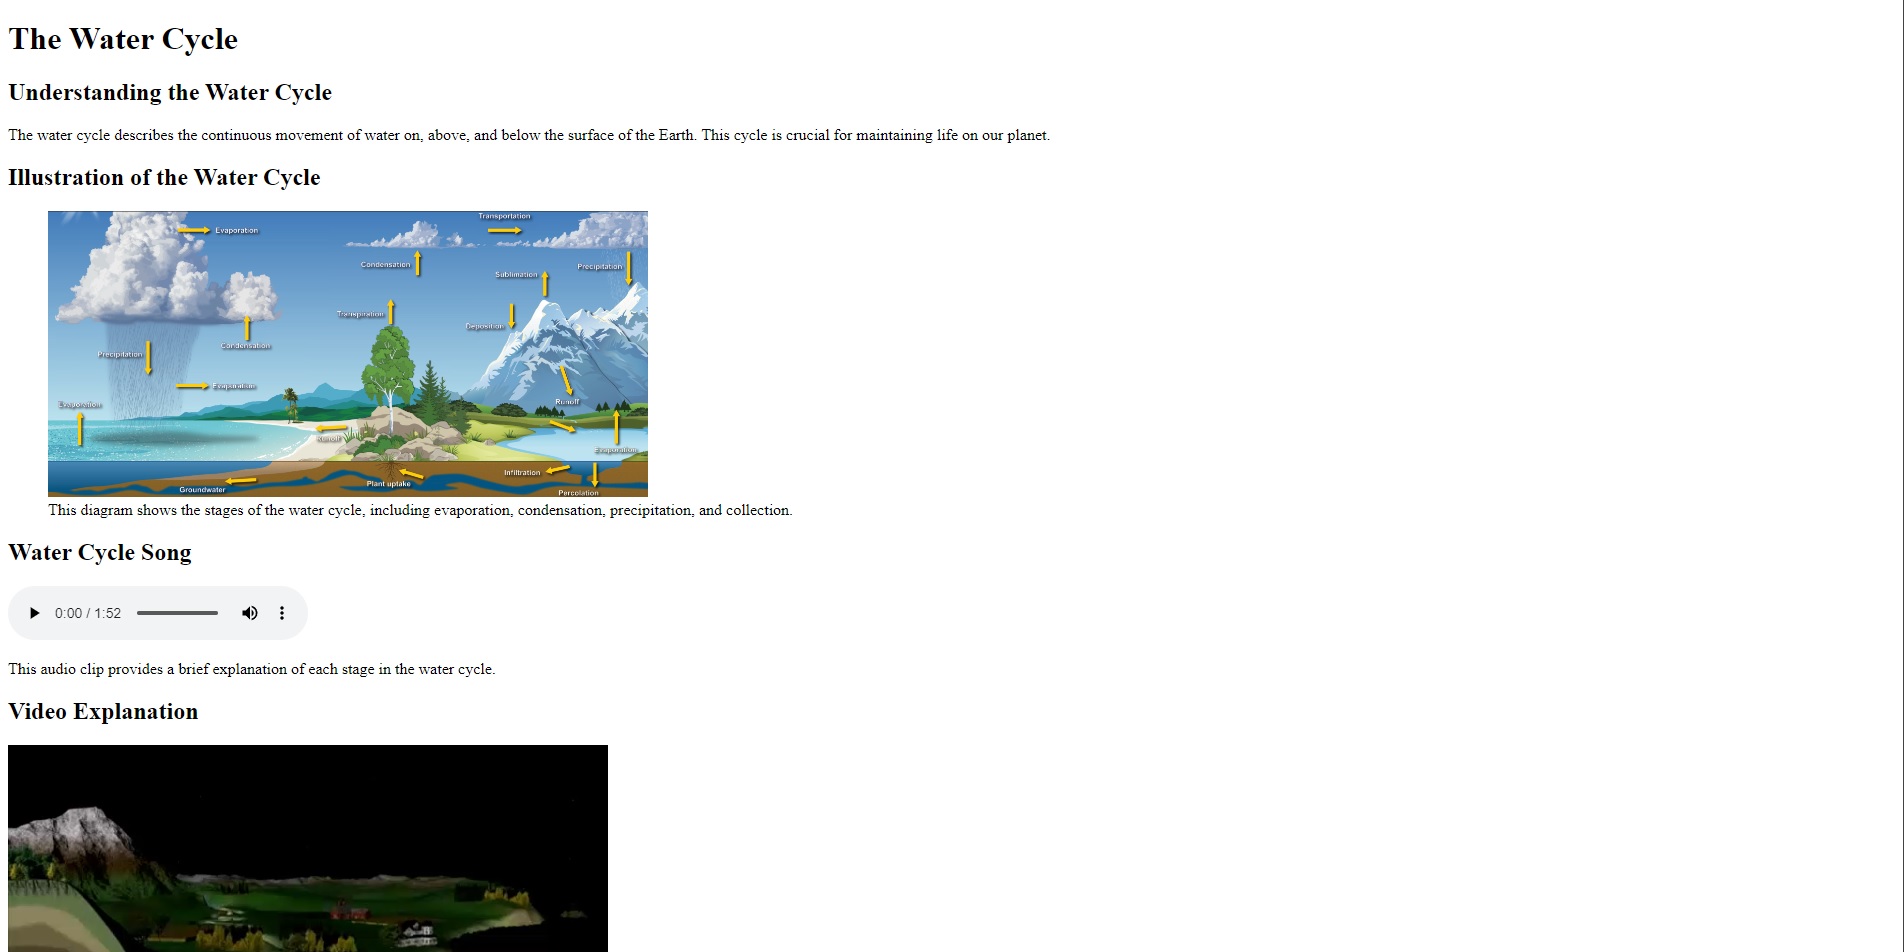 The Water Cycle
Understanding the Water Cycle
The water cycle describes the continuous movement of water on, above, and below the surface of the Earth. This cycle is crucial for maintaining life on our planet.
Illustration of the Water Cycle
Transportation
Evaporation
Condensation
Precipitation
Sublimation
Transpiration
Deposition
Condensation
Precipitation
Evaporation
Runoff
Evaporation
Runoff
Evaporation
Infiltration
Plant uptake
Groundwater
Percolation
This diagram shows the stages of the water cycle, including evaporation, condensation, precipitation, and collection.
Water Cycle Song
0:00 / 1:52
This audio clip provides a brief explanation of each stage in the water cycle.
Video Explanation